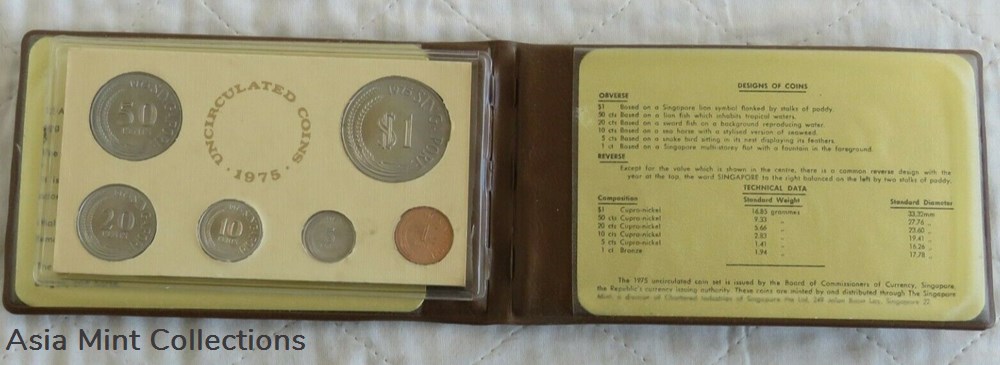 UNCIRCULATED COINS
· 1975 ·
50
CENTS
$1
1975 SINGAPORE
20
CENTS
10
CENTS
DESIGNS OF COINS
OBVERSE
$1 Based on a Singapore lion symbol flanked by stalks of paddy.
50 cts Based on a lion fish which inhabits tropical waters.
20 cts Based on a sword fish on a background reproducing water.
10 cts Based on a sea horse with a stylised version of seaweed.
5 cts Based on a snake bird sitting in its nest displaying its feathers.
1 ct Based on a Singapore multi-storey flat with a fountain in the foreground.
REVERSE
Except for the value which is shown in the centre, there is a common reverse design with the
year at the top, the word SINGAPORE to the right balanced on the left by two stalks of paddy.
TECHNICAL DATA
Composition Standard Weight Standard Diameter
$1 Cupro-nickel 16.85 grammes 33.32mm
50 cts Cupro-nickel 9.33 „ 27.76 „
20 cts Cupro-nickel 5.66 „ 23.60 „
10 cts Cupro-nickel 2.83 „ 19.41 „
5 cts Cupro-nickel 1.41 „ 16.26 „
1 ct Bronze 1.94 „ 17.78 „
The 1975 uncirculated coin set is issued by the Board of Commissioners of Currency, Singapore,
the Republic's currency issuing authority. These coins are minted by and distributed through The Singapore
Mint, a division of Chartered Industries of Singapore Pte Ltd, 249 Jalan Boon Lay, Singapore 22
Asia Mint Collections